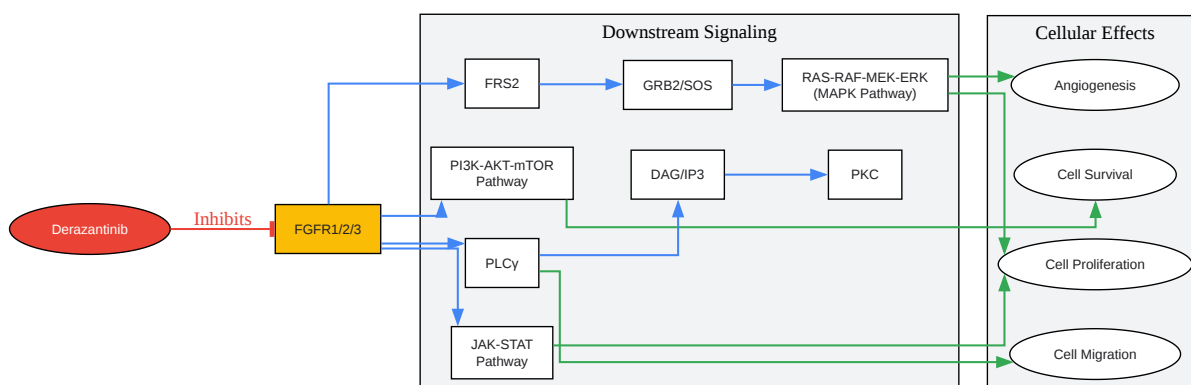 Downstream Signaling
Cellular Effects
FRS2
GRB2/SOS
RAS-RAF-MEK-ERK
(MAPK Pathway)
Angiogenesis
PI3K-AKT-mTOR
Pathway
DAG/IP3
PKC
Cell Survival
Derazantinib
Inhibits
FGFR1/2/3
PLCγ
Cell Proliferation
JAK-STAT
Pathway
Cell Migration